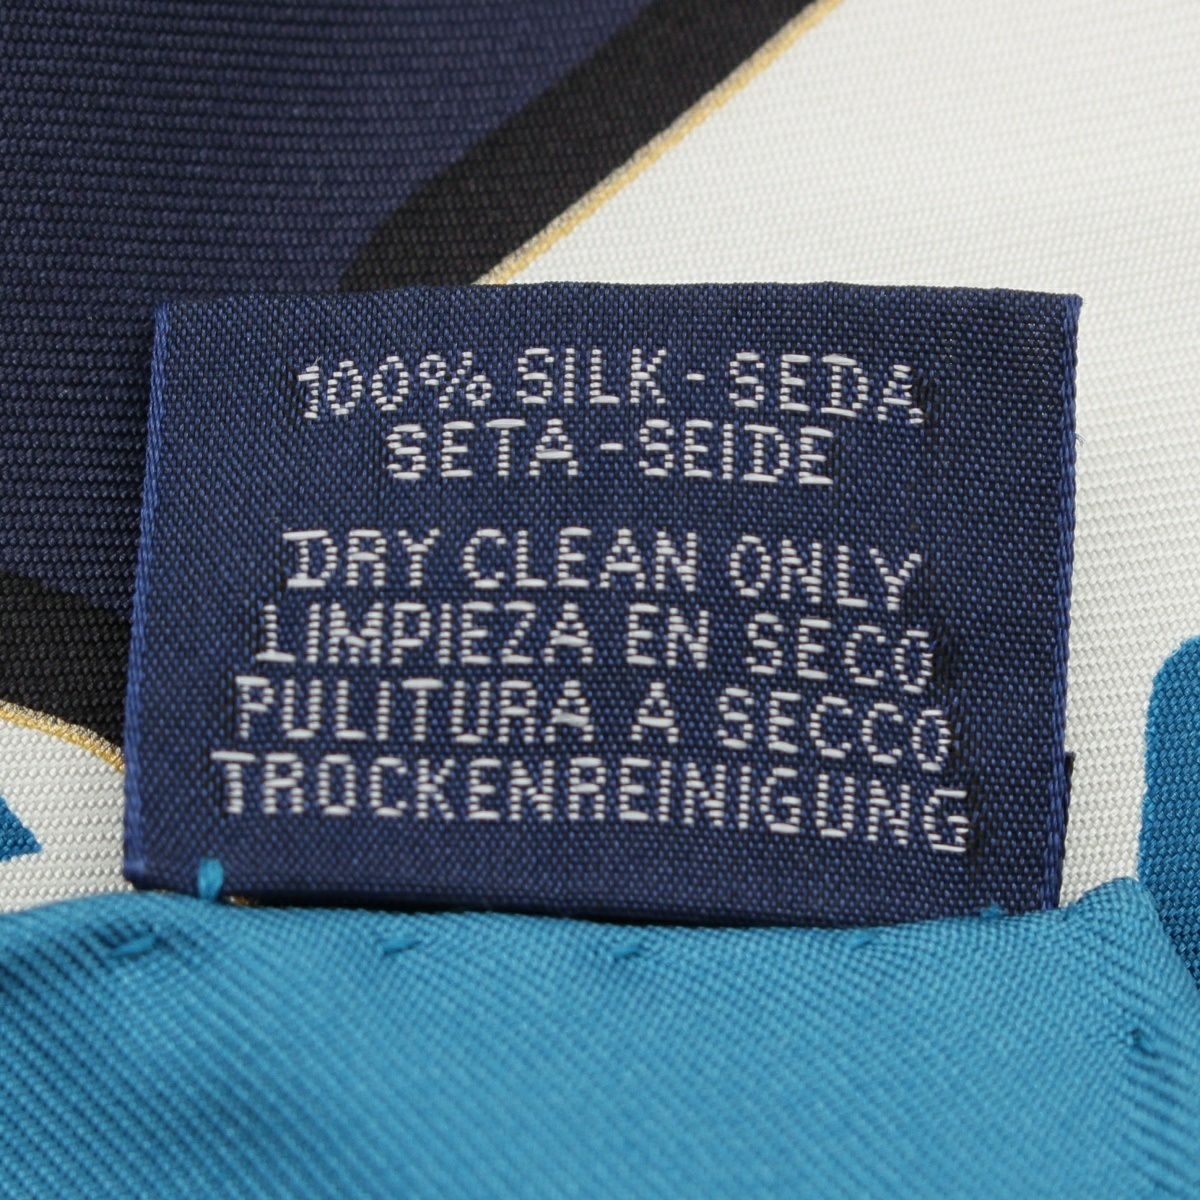 100% SILK - SEDA
SETA - SEIDE
DRY CLEAN ONLY
LIMPIEZA EN SECO
PULITURA A SECCO
TROCKENREINIGUNG